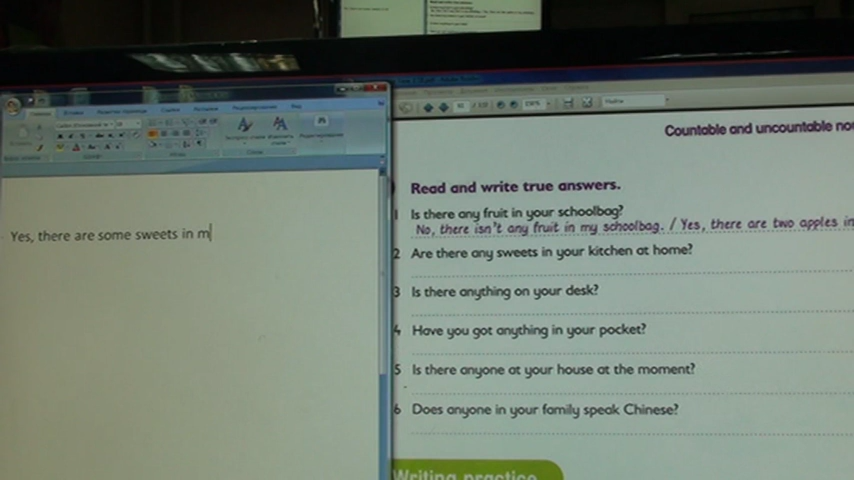 Yes, there are some sweets in m
Countable and uncountable no
Read and write true answers.
1 Is there any fruit in your schoolbag?
No, there isn't any fruit in my schoolbag. / Yes, there are two apples in
2 Are there any sweets in your kitchen at home?
3 Is there anything on your desk?
4 Have you got anything in your pocket?
5 Is there anyone at your house at the moment?
6 Does anyone in your family speak Chinese?
Writing practice